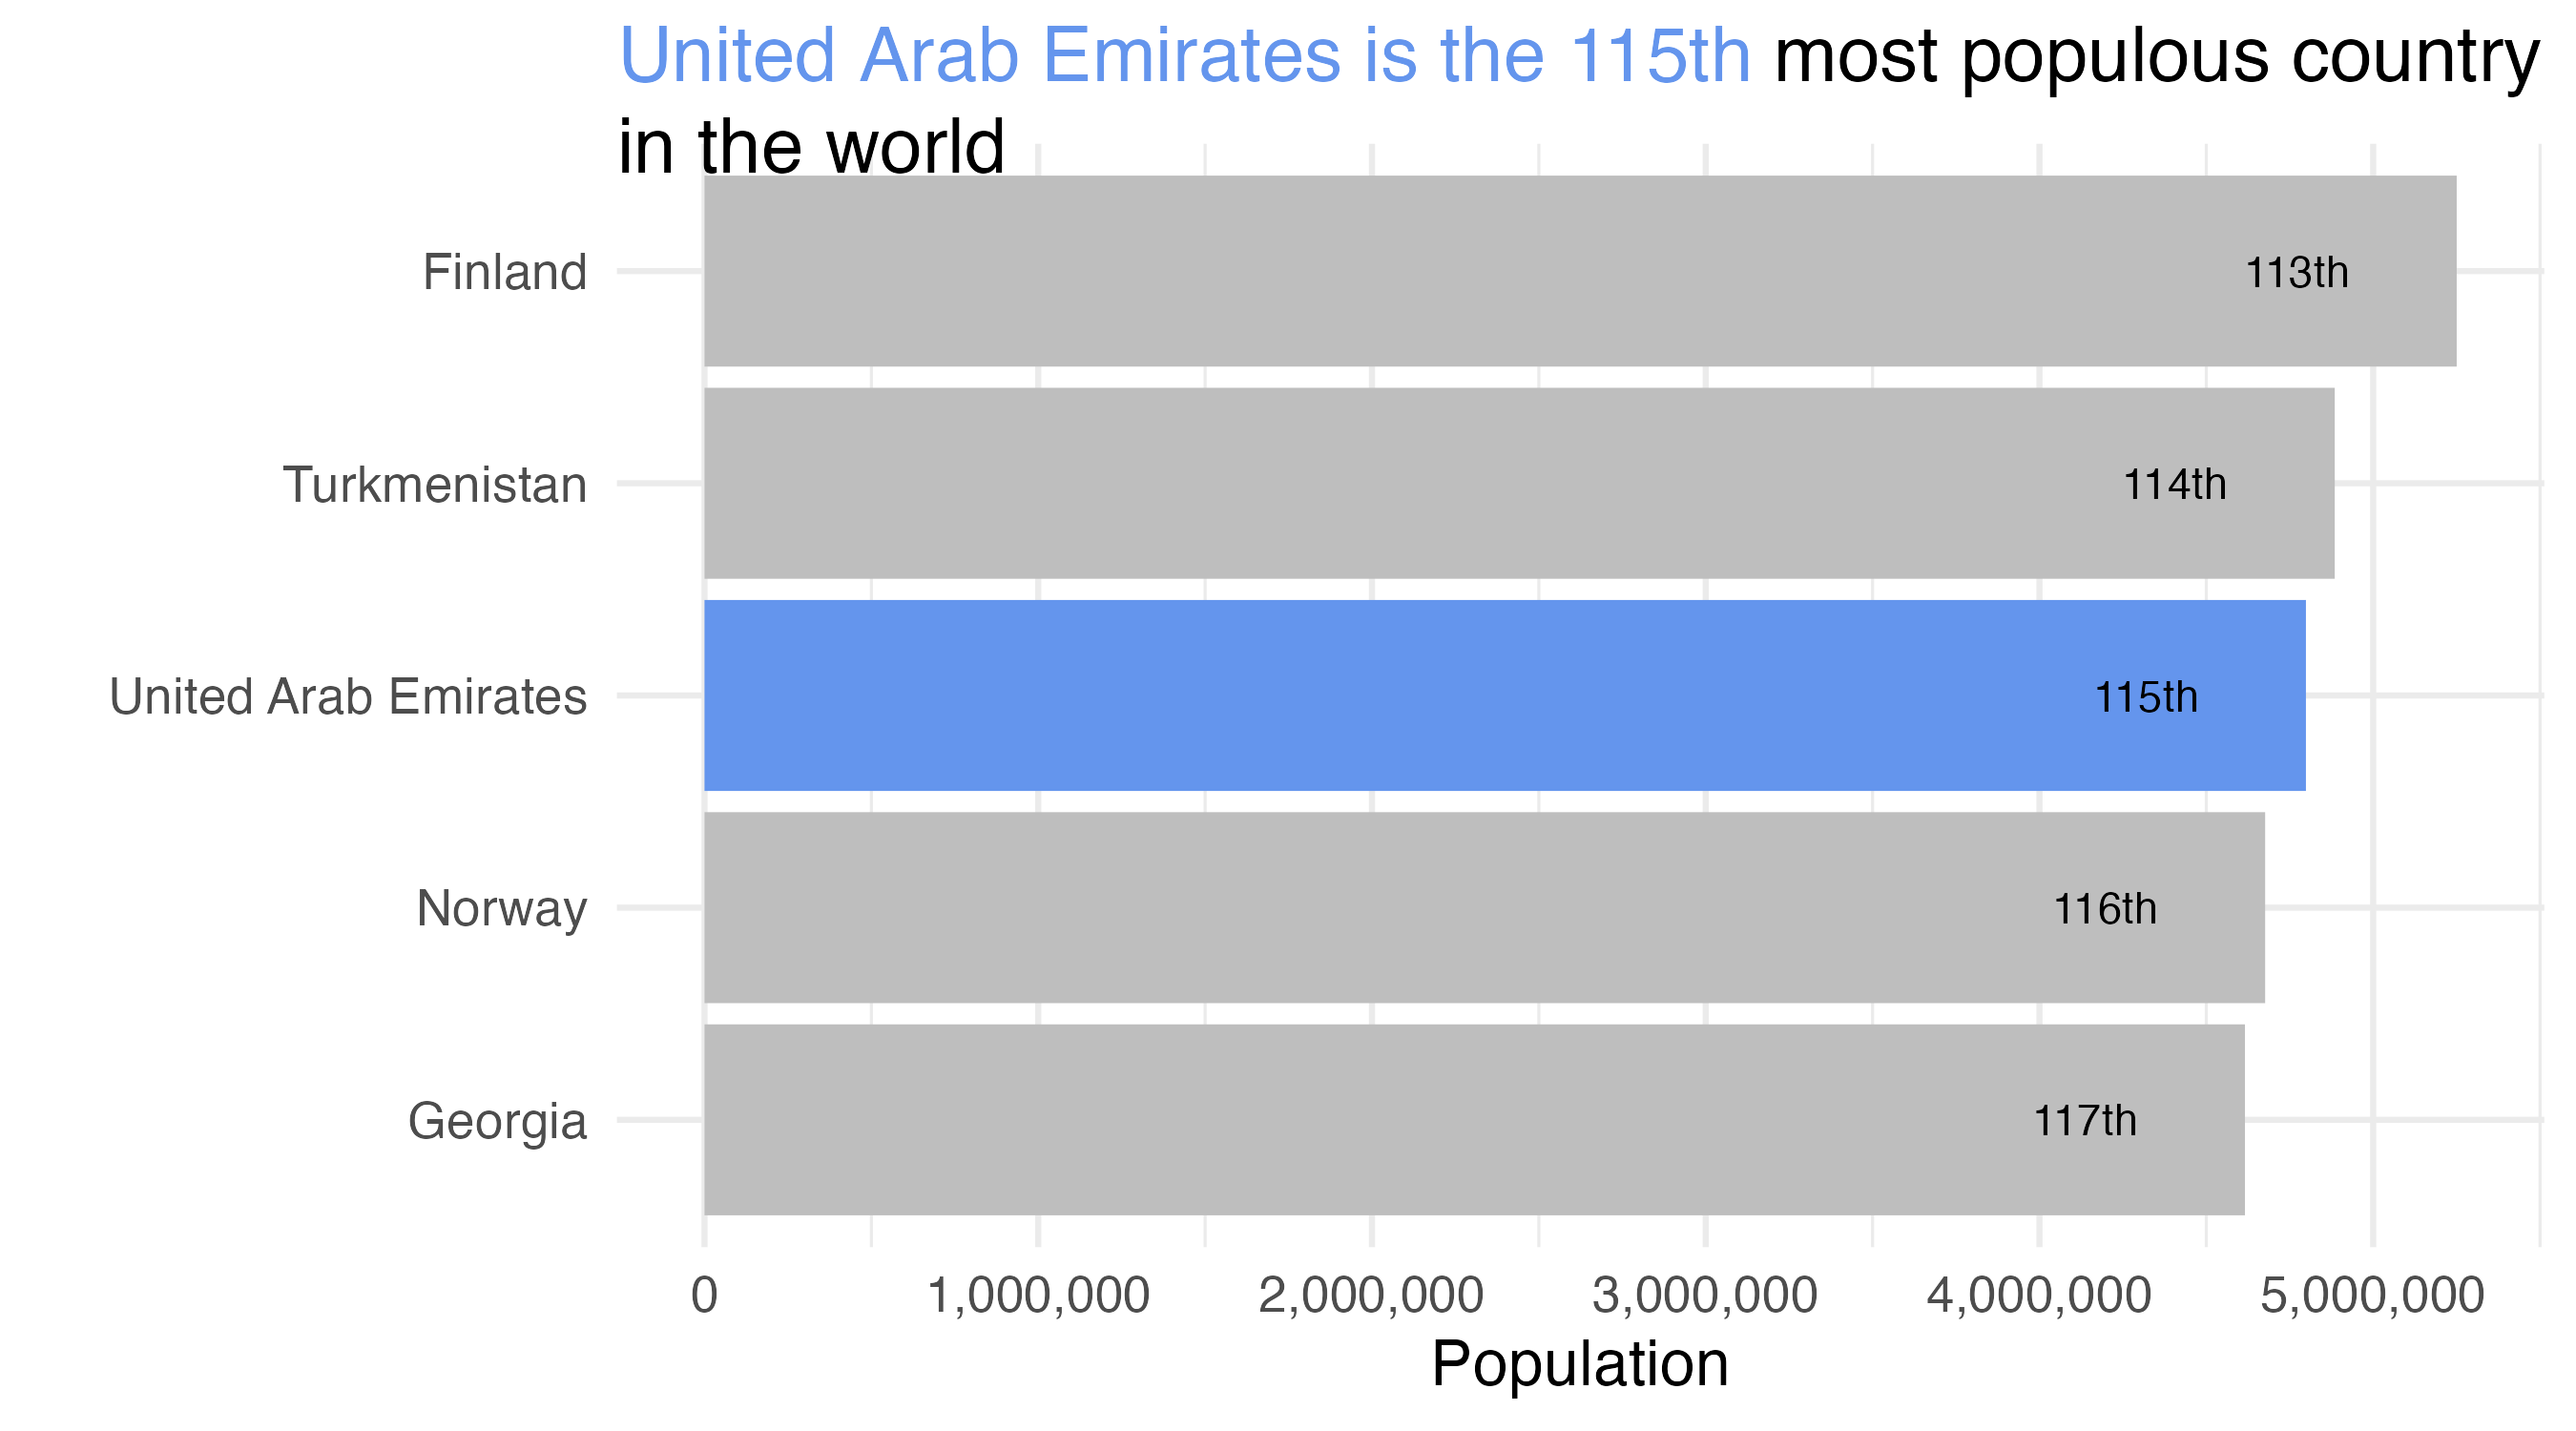 United Arab Emirates is the 115th most populous country
in the world
Finland
113th
Turkmenistan
114th
United Arab Emirates
115th
Norway
116th
Georgia
117th
0
1,000,000
2,000,000
3,000,000
4,000,000
5,000,000
Population